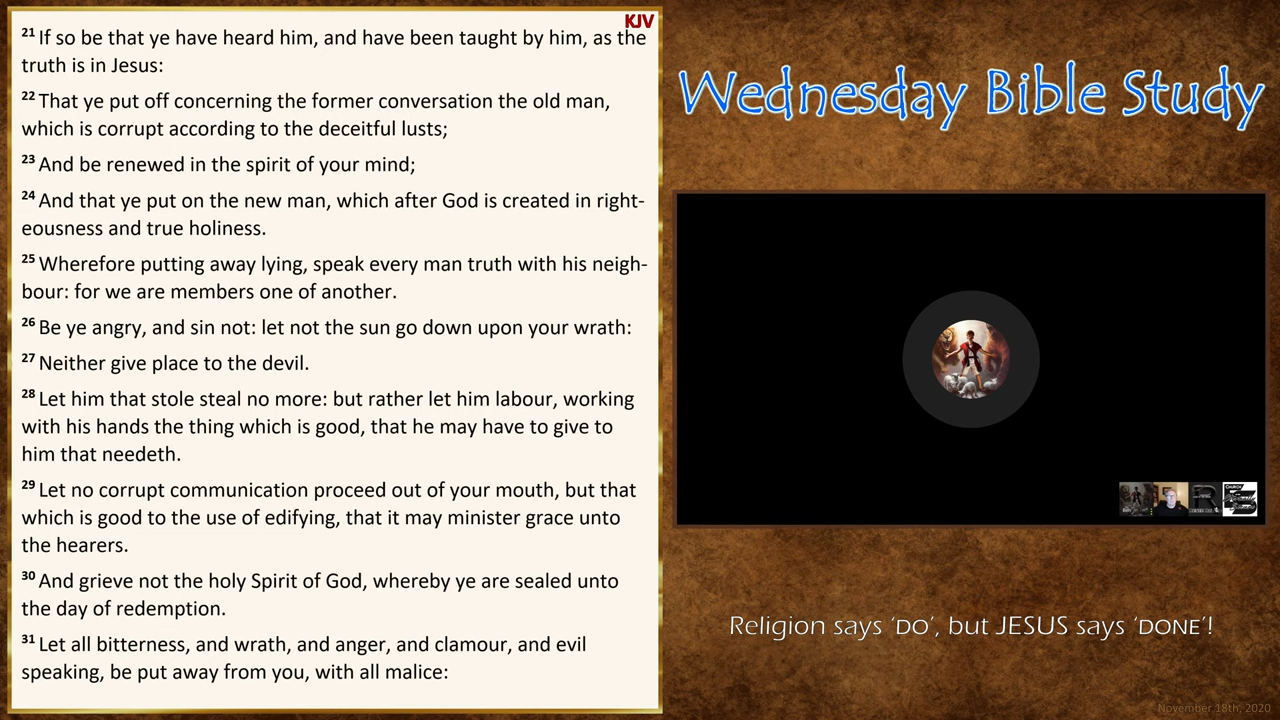 KJV
21 If so be that ye have heard him, and have been taught by him, as the
truth is in Jesus:
22 That ye put off concerning the former conversation the old man,
which is corrupt according to the deceitful lusts;
23 And be renewed in the spirit of your mind;
24 And that ye put on the new man, which after God is created in right-
eousness and true holiness.
25 Wherefore putting away lying, speak every man truth with his neigh-
bour: for we are members one of another.
26 Be ye angry, and sin not: let not the sun go down upon your wrath:
27 Neither give place to the devil.
28 Let him that stole steal no more: but rather let him labour, working
with his hands the thing which is good, that he may have to give to
him that needeth.
29 Let no corrupt communication proceed out of your mouth, but that
which is good to the use of edifying, that it may minister grace unto
the hearers.
30 And grieve not the holy Spirit of God, whereby ye are sealed unto
the day of redemption.
31 Let all bitterness, and wrath, and anger, and clamour, and evil
speaking, be put away from you, with all malice:
Wednesday Bible Study
Religion says ‘DO’, but JESUS says ‘DONE’!
November 18th, 2020